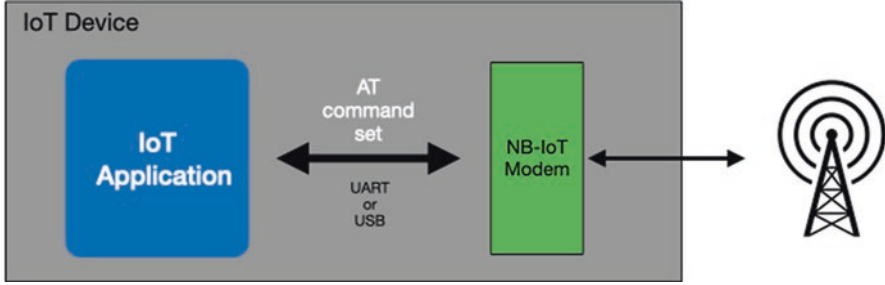 IoT Device
IoT
Application
AT
command
set
UART
or
USB
NB-IoT
Modem